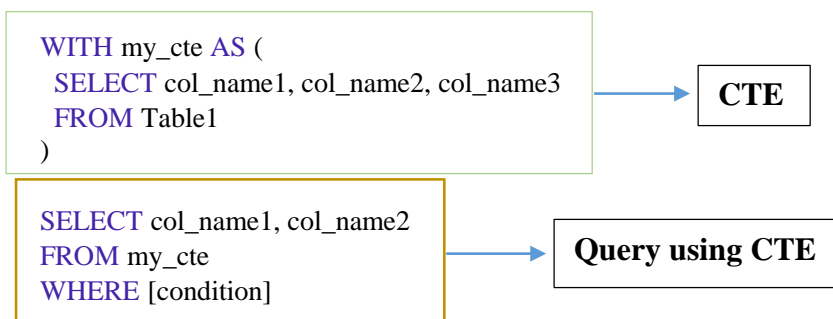 WITH my_cte AS (
SELECT col_name1, col_name2, col_name3
FROM Table1
)
CTE
SELECT col_name1, col_name2
FROM my_cte
WHERE [condition]
Query using CTE